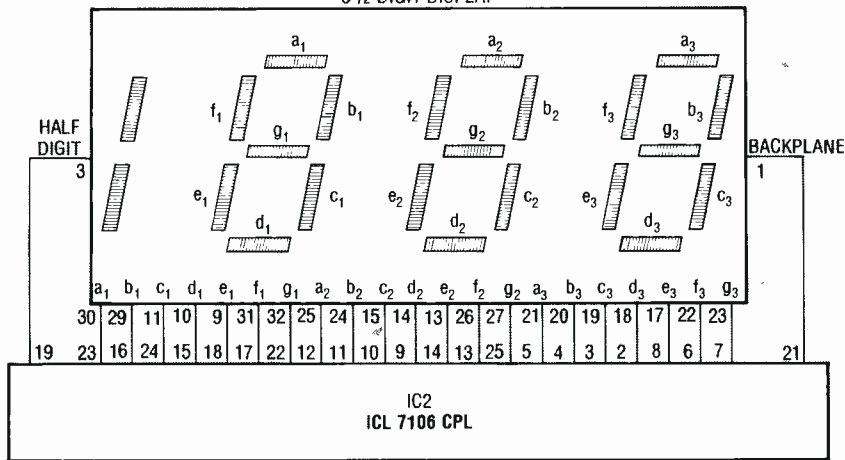 3½ DIGIT DISPLAY
a₁ a₂ a₃
f₁ b₁ f₂ b₂ f₃ b₃
HALF DIGIT
g₁ g₂ g₃
BACKPLANE
3 1
e₁ c₁ e₂ c₂ e₃ c₃
d₁ d₂ d₃
a₁ b₁ c₁ d₁ e₁ f₁ g₁ a₂ b₂ c₂ d₂ e₂ f₂ g₂ a₃ b₃ c₃ d₃ e₃ f₃ g₃
30 29 11 10 9 31 32 25 24 15 14 13 26 27 21 20 19 18 17 22 23
19 23 16 24 15 18 17 22 12 11 10 9 14 13 25 5 4 3 2 8 6 7 21
IC2
ICL 7106 CPL